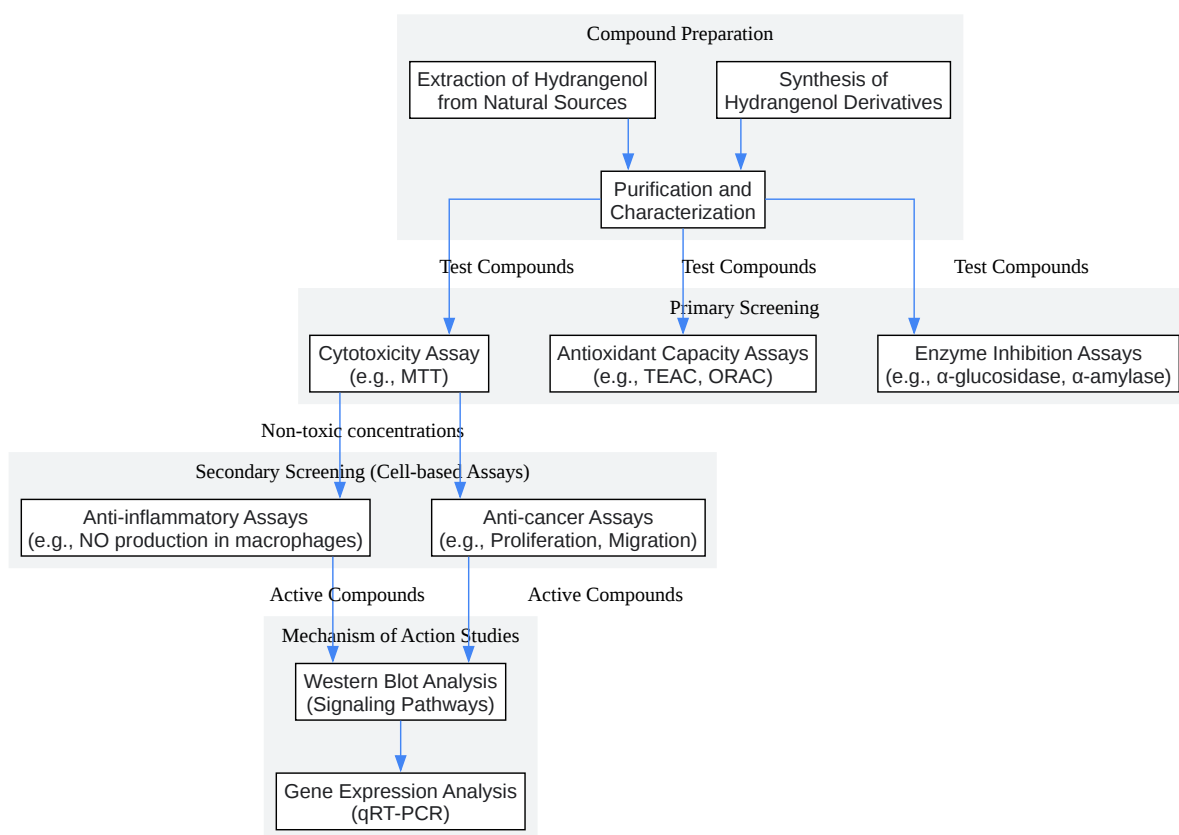 Compound Preparation
Extraction of Hydrangenol
from Natural Sources
Synthesis of
Hydrangenol Derivatives
Purification and
Characterization
Test Compounds
Test Compounds
Test Compounds
Primary Screening
Cytotoxicity Assay
(e.g., MTT)
Antioxidant Capacity Assays
(e.g., TEAC, ORAC)
Enzyme Inhibition Assays
(e.g., α-glucosidase, α-amylase)
Non-toxic concentrations
Secondary Screening (Cell-based Assays)
Anti-inflammatory Assays
(e.g., NO production in macrophages)
Anti-cancer Assays
(e.g., Proliferation, Migration)
Active Compounds
Active Compounds
Mechanism of Action Studies
Western Blot Analysis
(Signaling Pathways)
Gene Expression Analysis
(qRT-PCR)